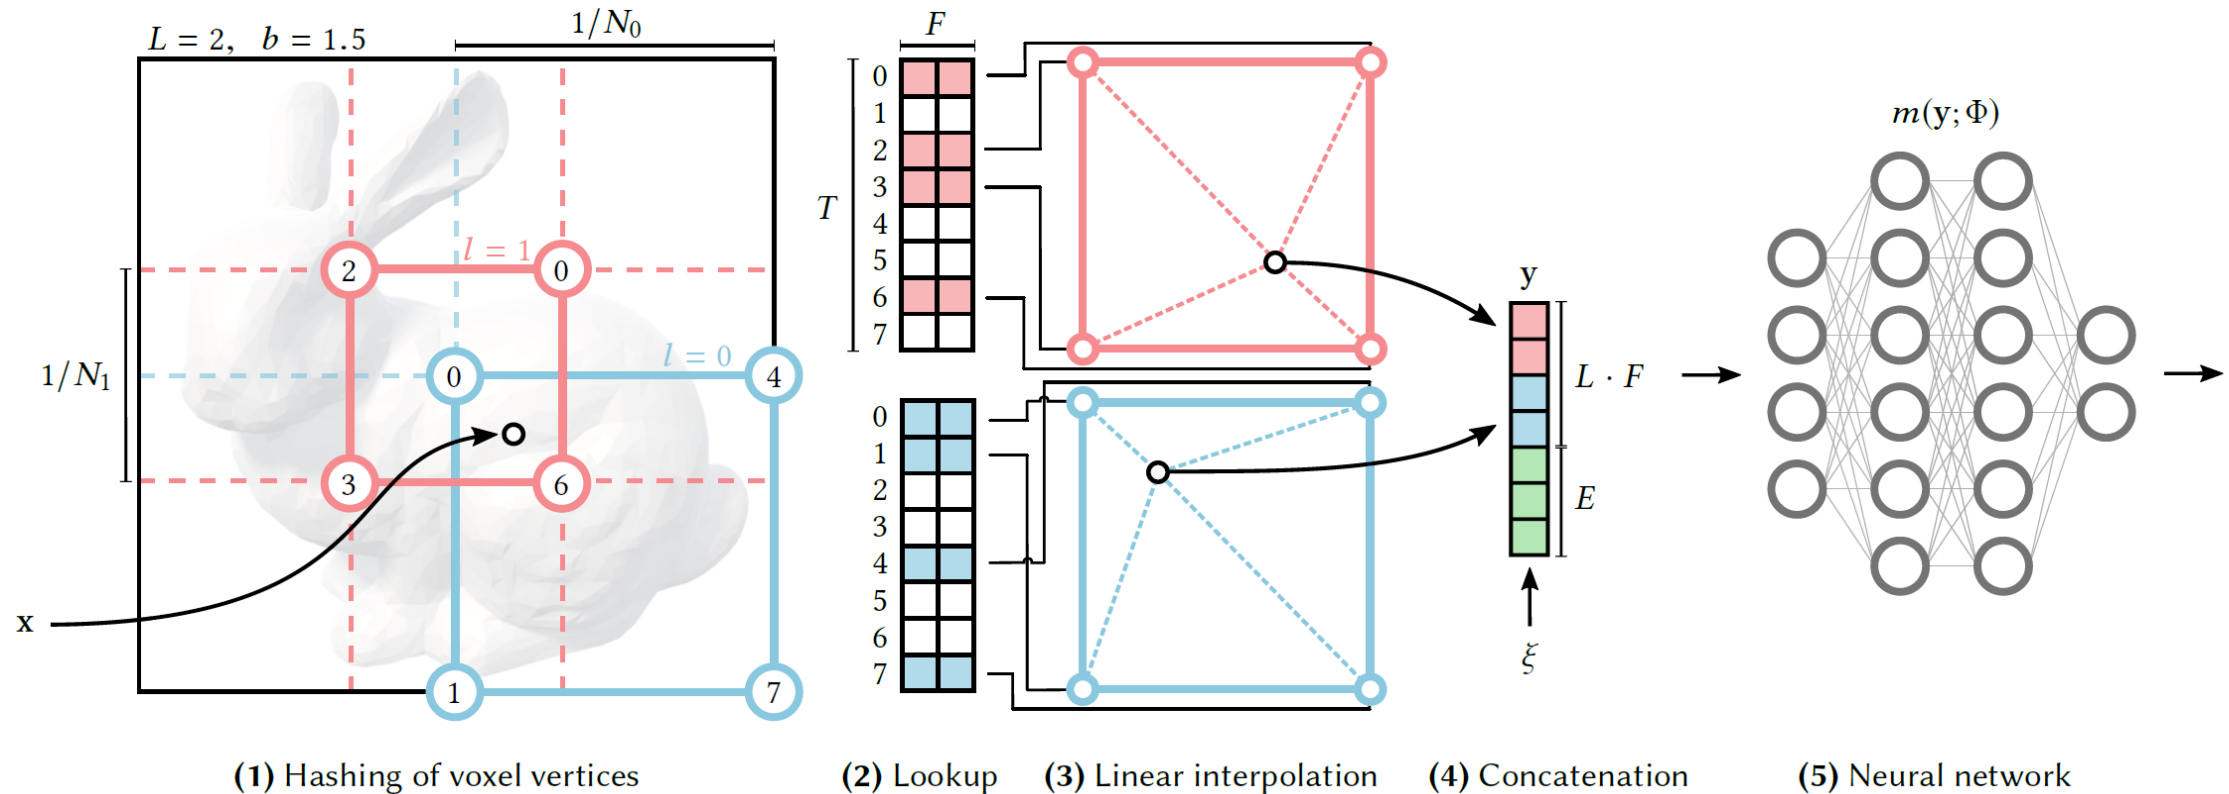 L = 2, b = 1.5
1/N₀
l = 1
2
0
l = 0
0
4
1/N₁
3
6
x
1
7
F
T
0
1
2
3
4
5
6
7
0
1
2
3
4
5
6
7
y
L · F
E
ξ
m(y; Φ)
(1) Hashing of voxel vertices
(2) Lookup
(3) Linear interpolation
(4) Concatenation
(5) Neural network